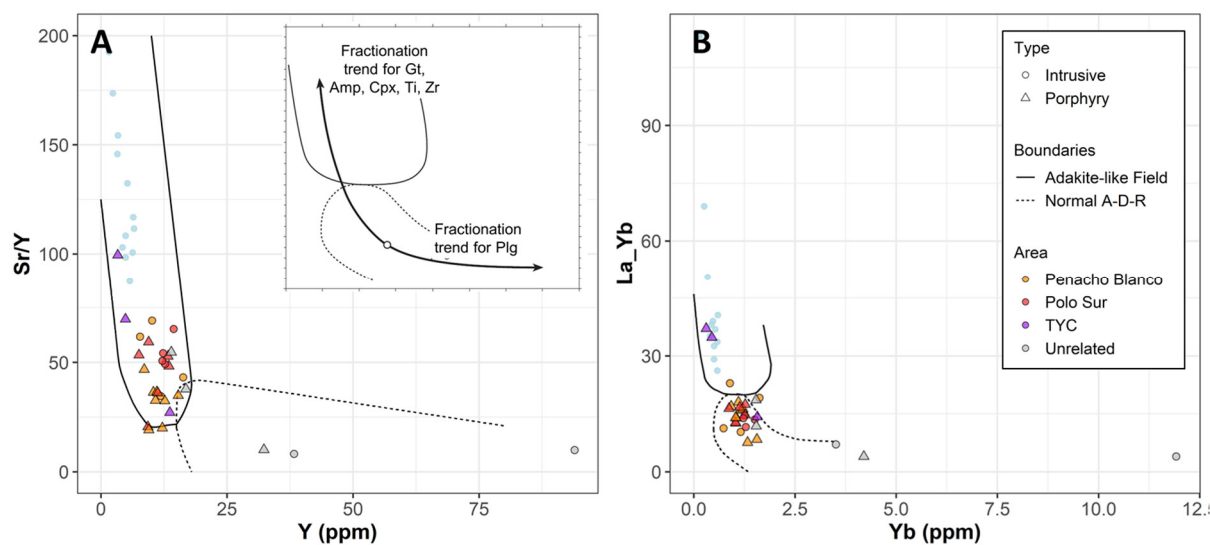 A
200
150
100
50
0
Sr/Y
0
25
50
75
Y (ppm)
Fractionation
trend for Gt,
Amp, Cpx, Ti, Zr
Fractionation
trend for Plg
B
90
60
30
0
La_Yb
0.0
2.5
5.0
7.5
10.0
12.5
Yb (ppm)
Type
Intrusive
Porphyry
Boundaries
Adakite-like Field
Normal A-D-R
Area
Penacho Blanco
Polo Sur
TYC
Unrelated